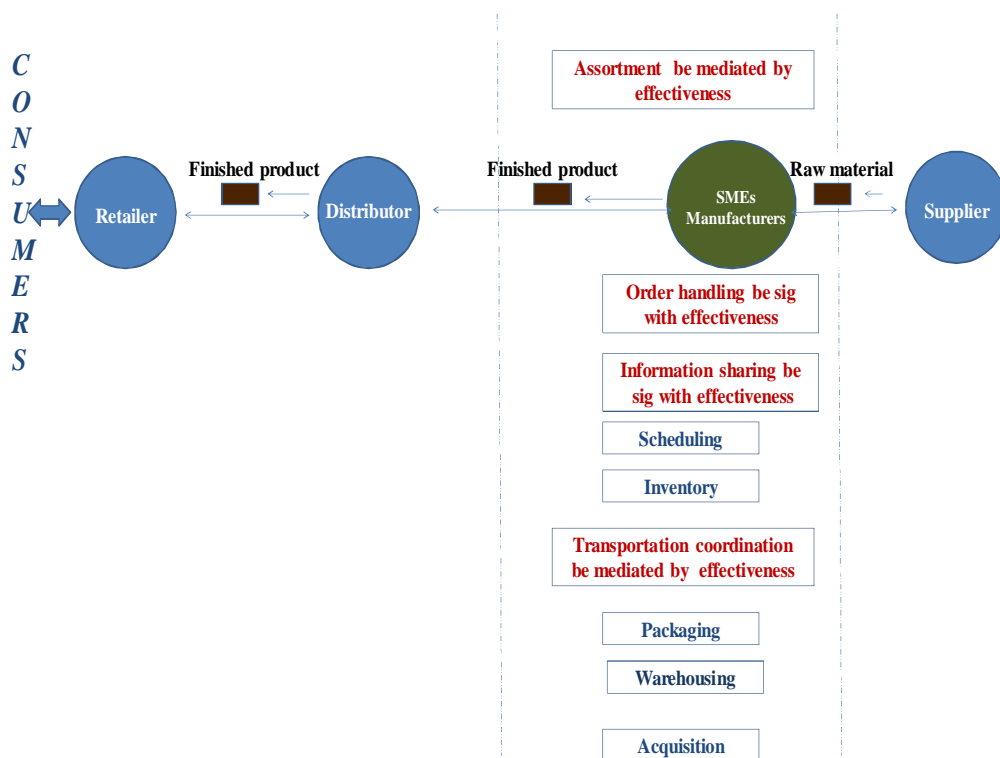 CONSUMERS
Assortment be mediated by
effectiveness
Finished product
Finished product
Raw material
Retailer
Distributor
SMEs
Manufacturers
Supplier
Order handling be sig
with effectiveness
Information sharing be
sig with effectiveness
Scheduling
Inventory
Transportation coordination
be mediated by effectiveness
Packaging
Warehousing
Acquisition